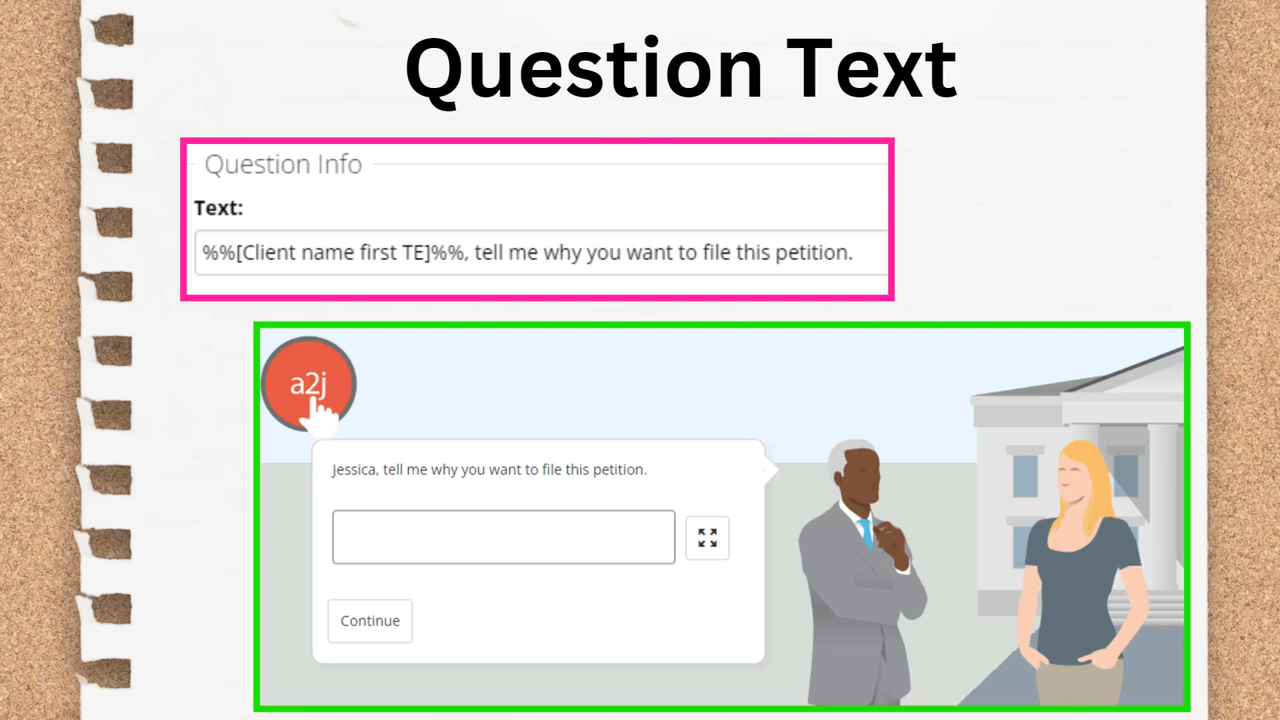 Question Text
Question Info
Text:
%%[Client name first TE]%%, tell me why you want to file this petition.
a2j
Jessica, tell me why you want to file this petition.
Continue